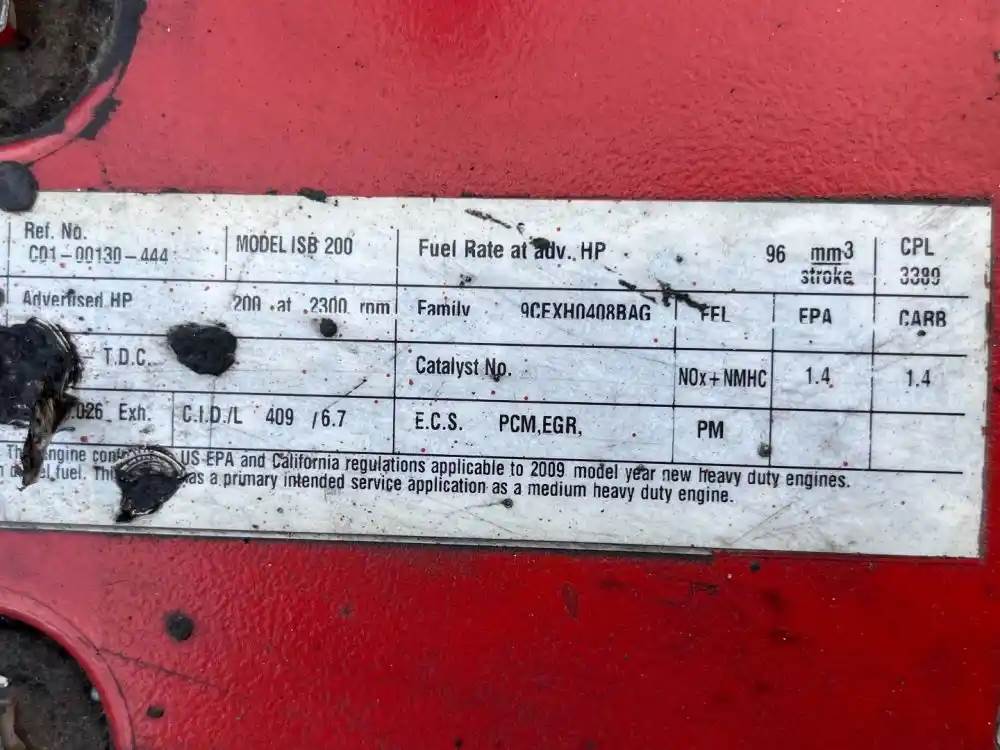 Ref. No.
C01-00130-444
MODEL ISB 200
Fuel Rate at adv. HP
96 mm3
stroke
CPL
3389
Advertised HP
200 at 2300 rpm
Family 9CEXH0408BAG
FEL
EPA
CARB
T.D.C.
Catalyst No.
NOx+NMHC
1.4
1.4
.026 Exh.
C.I.D./L 409 /6.7
E.C.S. PCM,EGR,
PM
engine US EPA and California regulations applicable to 2009 model year new heavy duty engines.
fuel. as a primary intended service application as a medium heavy duty engine.